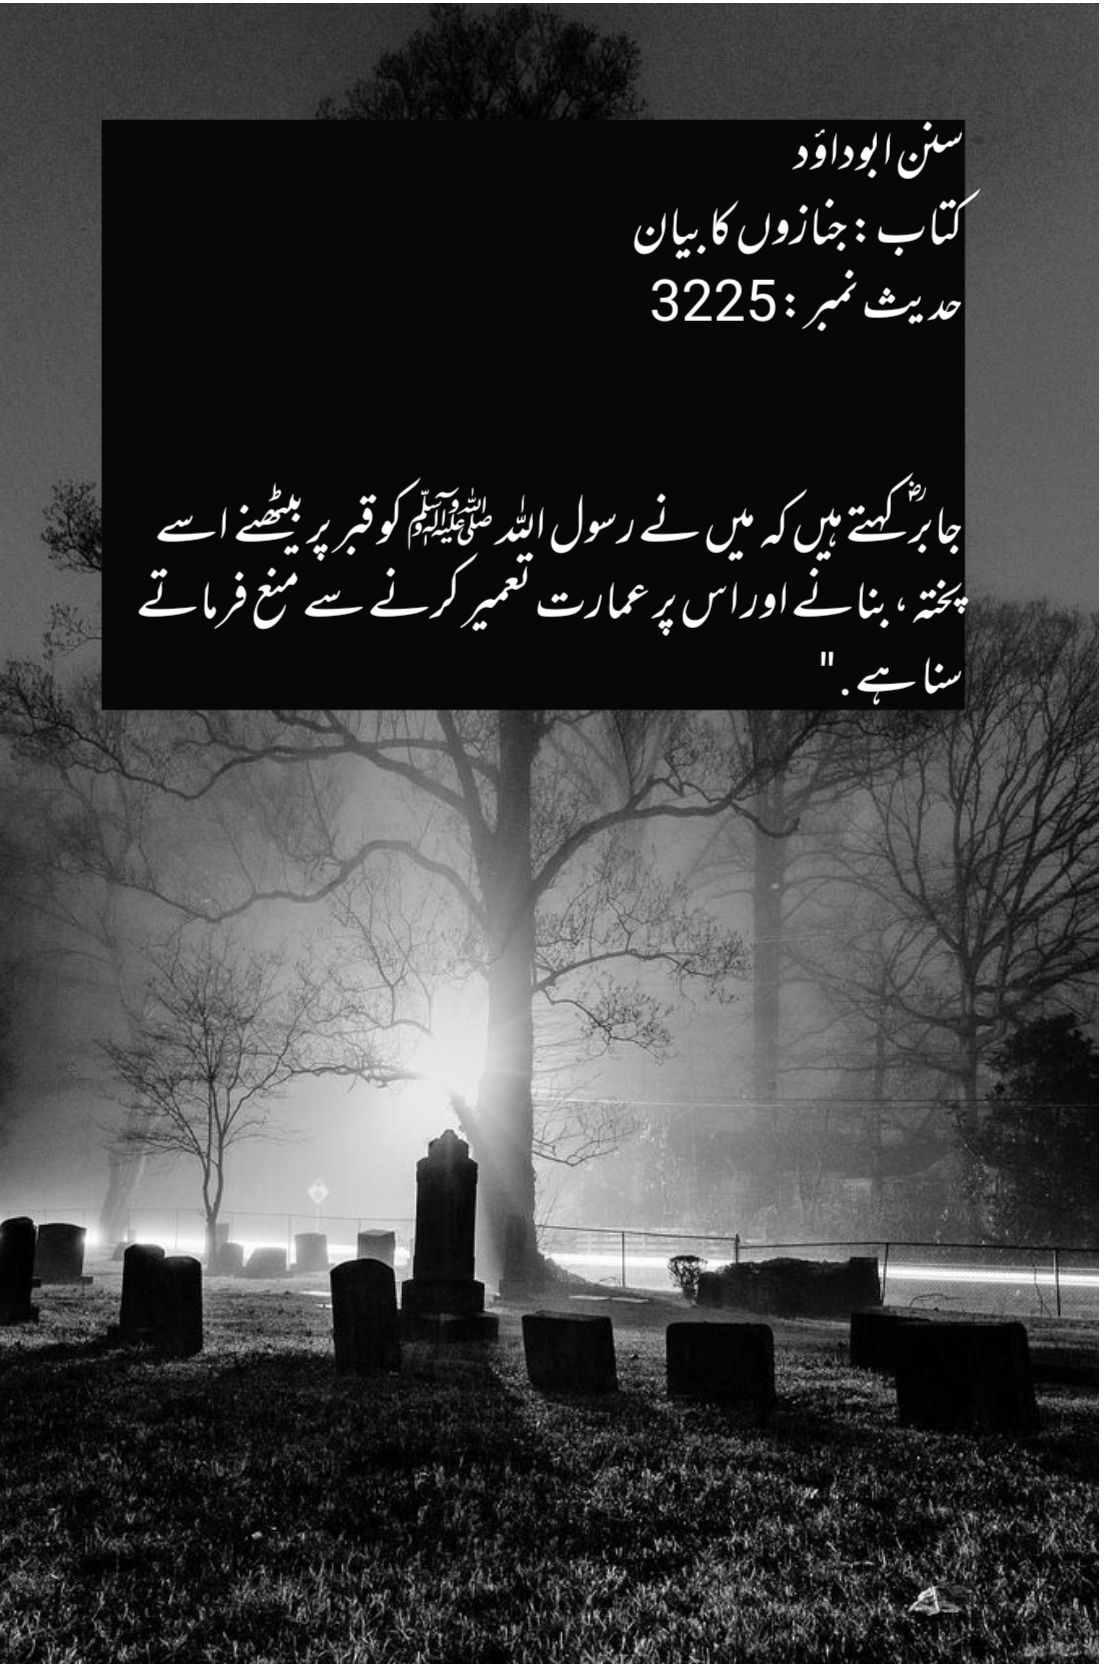 سنن ابوداؤد
کتاب : جنازوں کا بیان
حدیث نمبر : 3225
جابرؓ کہتے ہیں کہ میں نے رسول اللہ ﷺ کو قبر پر بیٹھنے اسے
پختہ ، بنانے اور اس پر عمارت تعمیر کرنے سے منع فرماتے
سنا ہے ."